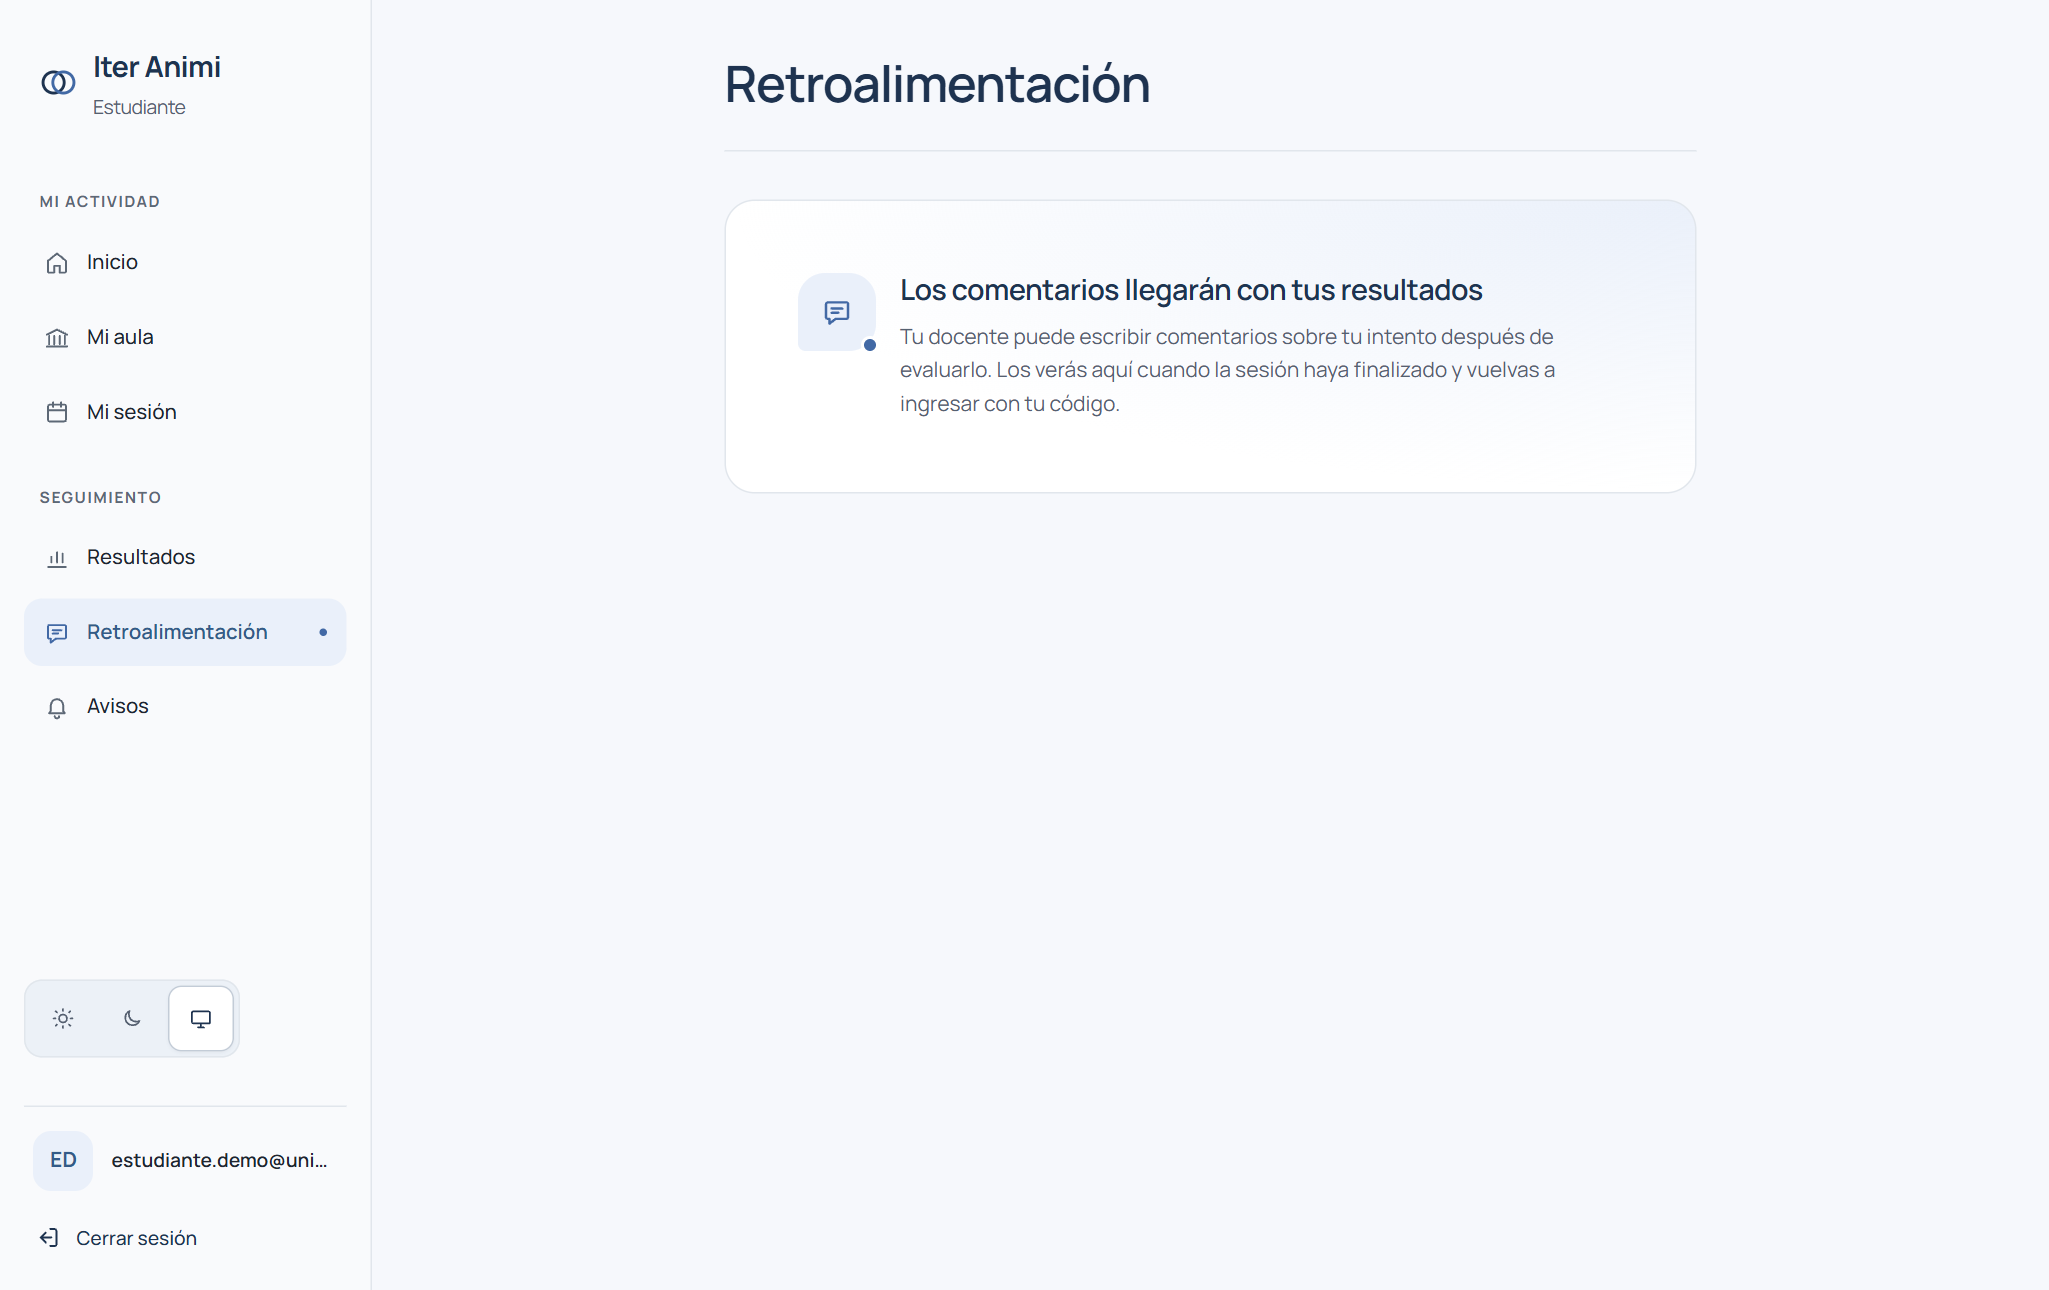 Iter Animi
Estudiante
MI ACTIVIDAD
Inicio
Mi aula
Mi sesión
SEGUIMIENTO
Resultados
Retroalimentación
Avisos
ED
estudiante.demo@uni...
Cerrar sesión
Retroalimentación
Los comentarios llegarán con tus resultados
Tu docente puede escribir comentarios sobre tu intento después de
evaluarlo. Los verás aquí cuando la sesión haya finalizado y vuelvas a
ingresar con tu código.